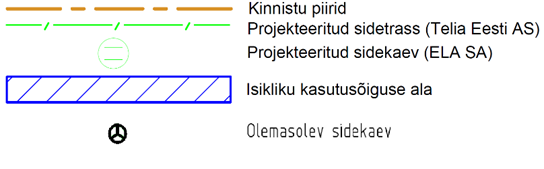 Kinnistu piirid
Projekteeritud sidetrass (Telia Eesti AS)
Projekteeritud sidekaev (ELA SA)
Isikliku kasutusõiguse ala
Olemasolev sidekaev